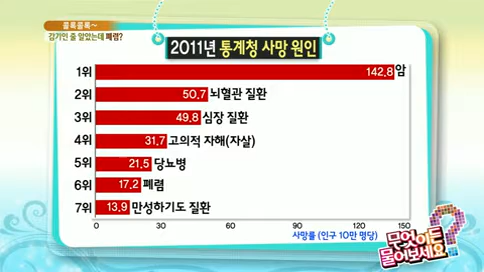 콜록콜록~
감기인 줄 알았는데 폐렴?
2011년 통계청 사망 원인
1위 142.8 암
2위 50.7 뇌혈관 질환
3위 49.8 심장 질환
4위 31.7 고의적 자해(자살)
5위 21.5 당뇨병
6위 17.2 폐렴
7위 13.9 만성하기도 질환
0 30 60 90 120 150
사망률 (인구 10만 명당)
무엇이든
물어보세요
?